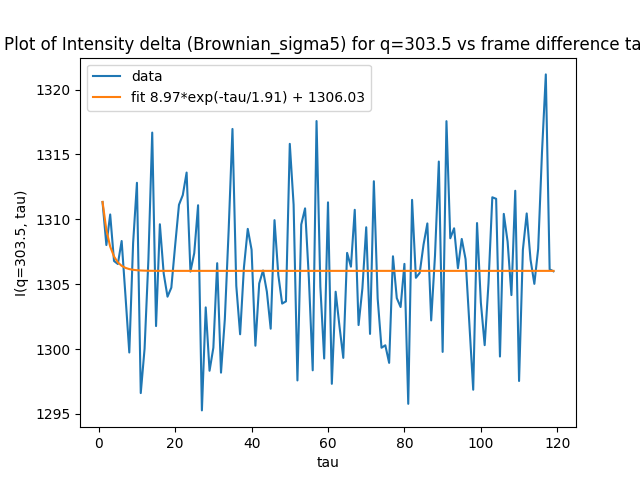 Plot of Intensity delta (Brownian_sigma5) for q=303.5 vs frame difference ta
data
fit 8.97*exp(-tau/1.91) + 1306.03
I(q=303.5, tau)
1320
1315
1310
1305
1300
1295
0 20 40 60 80 100 120
tau